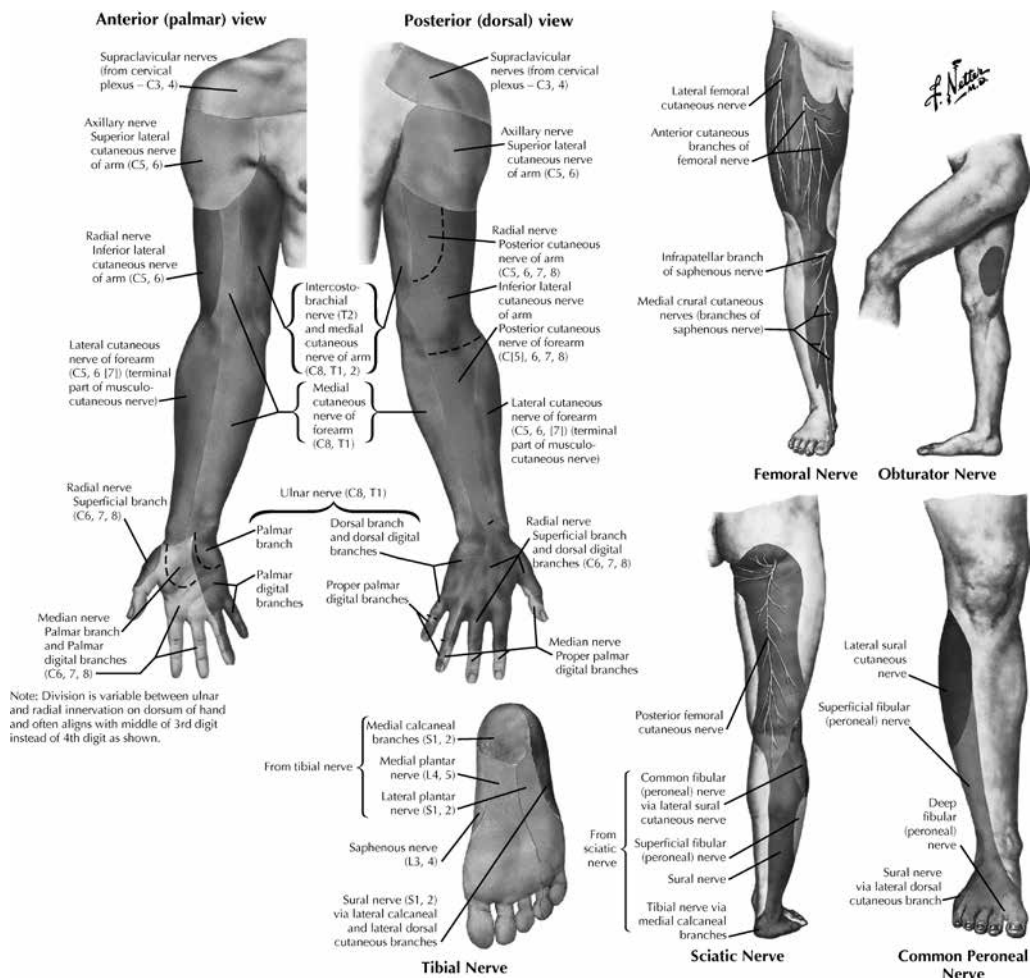 Anterior (palmar) view
Supraclavicular nerves
(from cervical
plexus – C3, 4)
Axillary nerve
Superior lateral
cutaneous nerve
of arm (C5, 6)
Radial nerve
Inferior lateral
cutaneous nerve
of arm (C5, 6)
Lateral cutaneous
nerve of forearm
(C5, 6 [7]) (terminal
part of musculo-
cutaneous nerve)
Radial nerve
Superficial branch
(C6, 7, 8)
Median nerve
Palmar branch
and Palmar
digital branches
(C6, 7, 8)
Note: Division is variable between ulnar
and radial innervation on dorsum of hand
and often aligns with middle of 3rd digit
instead of 4th digit as shown.
Intercosto-
brachial
nerve (T2)
and medial
cutaneous
nerve of arm
(C8, T1, 2)
Medial
cutaneous
nerve of
forearm
(C8, T1)
Ulnar nerve (C8, T1)
Palmar
branch
Palmar
digital
branches
Dorsal branch
and dorsal digital
branches
Proper palmar
digital branches
Posterior (dorsal) view
Supraclavicular
nerves (from cervical
plexus – C3, 4)
Axillary nerve
Superior lateral
cutaneous nerve
of arm (C5, 6)
Radial nerve
Posterior cutaneous
nerve of arm
(C5, 6, 7, 8)
Inferior lateral
cutaneous nerve
of arm
Posterior cutaneous
nerve of forearm
(C[5], 6, 7, 8)
Lateral cutaneous
nerve of forearm
(C5, 6, [7]) (terminal
part of musculo-
cutaneous nerve)
Radial nerve
Superficial branch
and dorsal digital
branches (C6, 7, 8)
Median nerve
Proper palmar
digital branches
From tibial nerve
Medial calcaneal
branches (S1, 2)
Medial plantar
nerve (L4, 5)
Lateral plantar
nerve (S1, 2)
Saphenous nerve
(L3, 4)
Sural nerve (S1, 2)
via lateral calcaneal
and lateral dorsal
cutaneous branches
Tibial Nerve
Lateral femoral
cutaneous nerve
Anterior cutaneous
branches of
femoral nerve
Infrapatellar branch
of saphenous nerve
Medial crural cutaneous
nerves (branches of
saphenous nerve)
Femoral Nerve
F. Netter
M.D.
Obturator Nerve
Posterior femoral
cutaneous nerve
From
sciatic
nerve
Common fibular
(peroneal) nerve
via lateral sural
cutaneous nerve
Superficial fibular
(peroneal) nerve
Sural nerve
Tibial nerve via
medial calcaneal
branches
Sciatic Nerve
Lateral sural
cutaneous
nerve
Superficial fibular
(peroneal) nerve
Deep
fibular
(peroneal)
nerve
Sural nerve
via lateral dorsal
cutaneous branch
Common Peroneal
Nerve